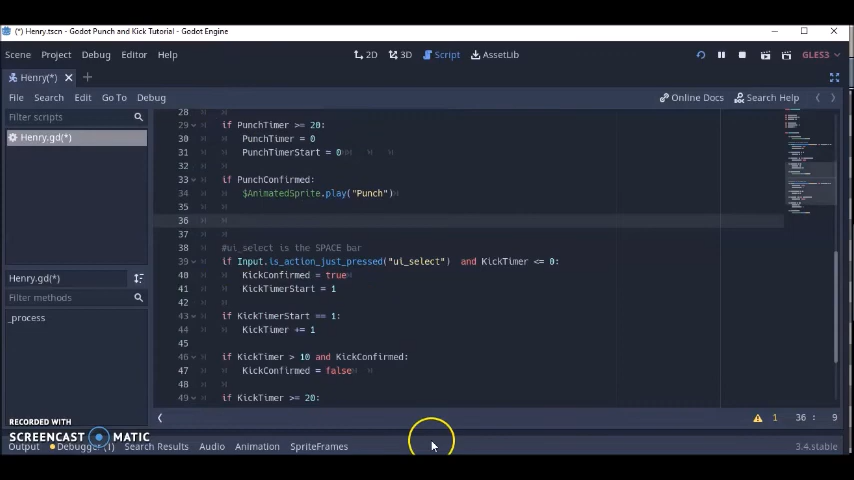 (*) Henry.tscn - Godot Punch and Kick Tutorial - Godot Engine
Scene Project Debug Editor Help 2D 3D Script AssetLib GLES3
Henry(*)
File Search Edit Go To Debug Online Docs Search Help
Filter scripts
Henry.gd(*)
Henry.gd(*)
Filter methods
_process
28
29 if PunchTimer >= 20:
30 PunchTimer = 0
31 PunchTimerStart = 0
32
33 if PunchConfirmed:
34 $AnimatedSprite.play("Punch")
35
36
37
38 #ui_select is the SPACE bar
39 if Input.is_action_just_pressed("ui_select") and KickTimer <= 0:
40 KickConfirmed = true
41 KickTimerStart = 1
42
43 if KickTimerStart == 1:
44 KickTimer += 1
45
46 if KickTimer > 10 and KickConfirmed:
47 KickConfirmed = false
48
49 if KickTimer >= 20:
1 36 : 9
RECORDED WITH
SCREENCAST MATIC
Output Debugger (1) Search Results Audio Animation SpriteFrames 3.4.stable